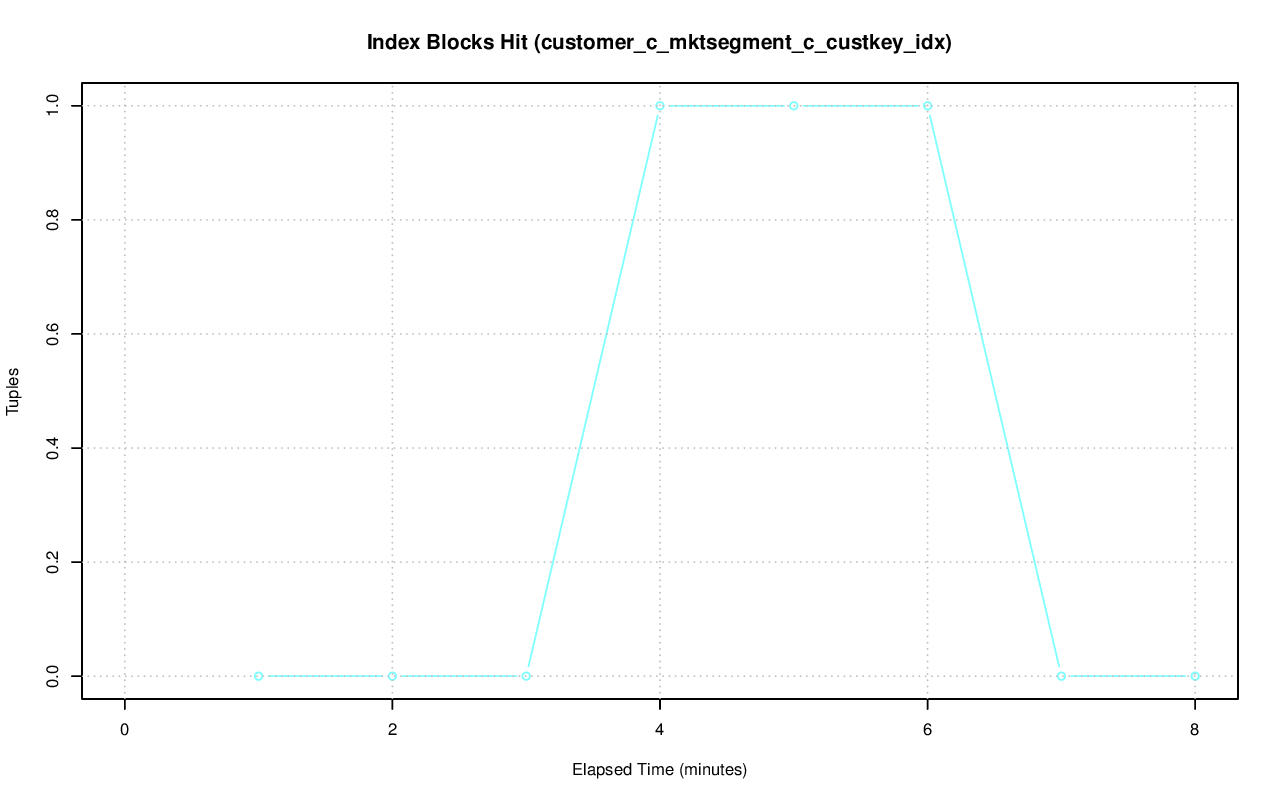 Index Blocks Hit (customer_c_mktsegment_c_custkey_idx)
1.0
0.8
0.6
0.4
0.2
0.0
Tuples
0 2 4 6 8
Elapsed Time (minutes)